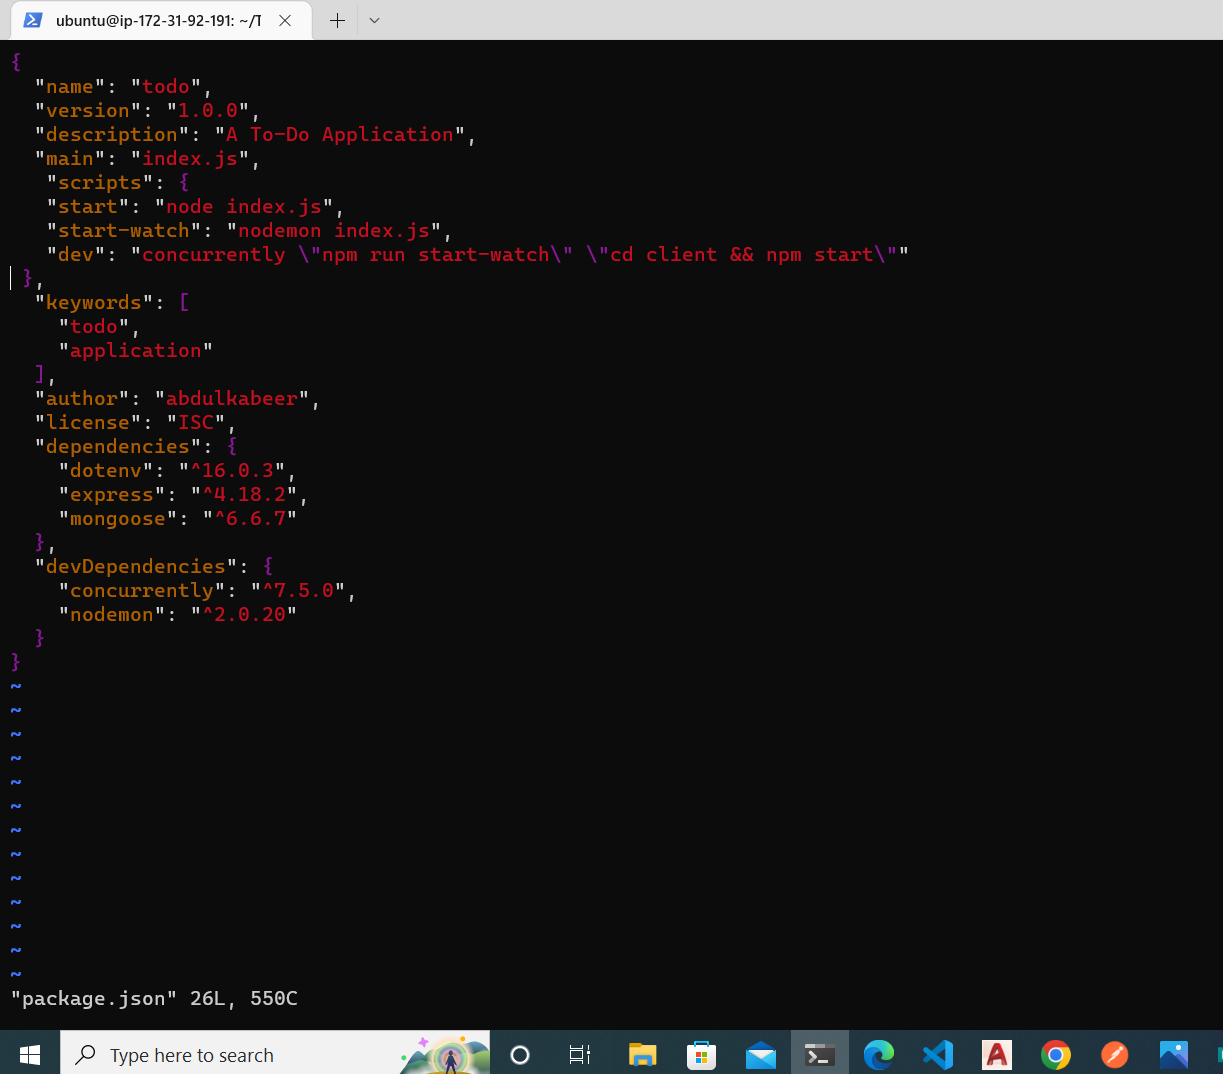 ubuntu@ip-172-31-92-191: ~/T
{
  "name": "todo",
  "version": "1.0.0",
  "description": "A To-Do Application",
  "main": "index.js",
   "scripts": {
   "start": "node index.js",
   "start-watch": "nodemon index.js",
   "dev": "concurrently \"npm run start-watch\" \"cd client && npm start\""
 },
  "keywords": [
    "todo",
    "application"
  ],
  "author": "abdulkabeer",
  "license": "ISC",
  "dependencies": {
    "dotenv": "^16.0.3",
    "express": "^4.18.2",
    "mongoose": "^6.6.7"
  },
  "devDependencies": {
    "concurrently": "^7.5.0",
    "nodemon": "^2.0.20"
  }
}
~
~
~
~
~
~
~
~
~
~
~
~
~
"package.json" 26L, 550C
Type here to search